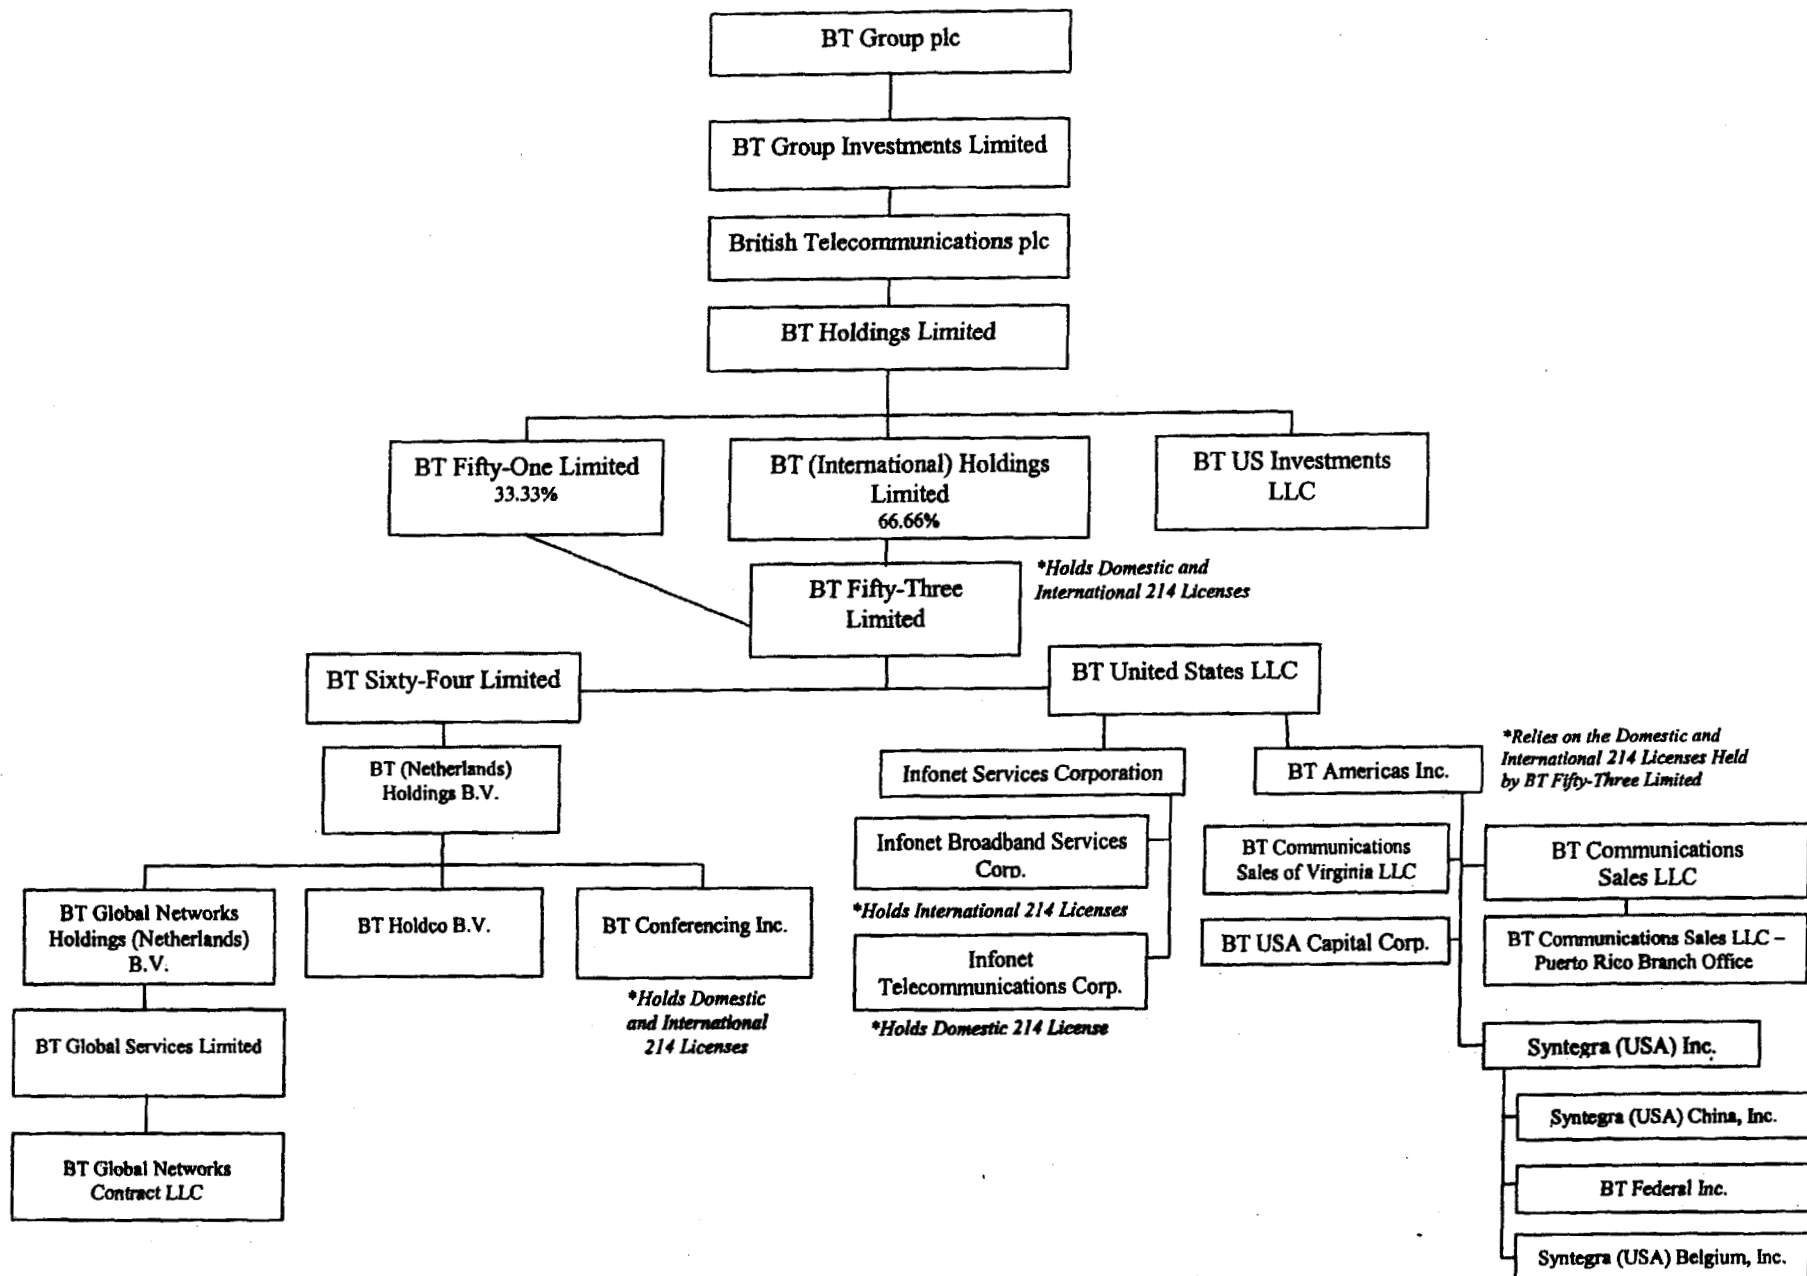 BT Group plc
BT Group Investments Limited
British Telecommunications plc
BT Holdings Limited
BT Fifty-One Limited
33.33%
BT (International) Holdings
Limited
66.66%
BT US Investments
LLC
BT Fifty-Three
Limited
*Holds Domestic and
International 214 Licenses
BT Sixty-Four Limited
BT United States LLC
BT (Netherlands)
Holdings B.V.
Infonet Services Corporation
BT Americas Inc.
*Relies on the Domestic and
International 214 Licenses Held
by BT Fifty-Three Limited
BT Global Networks
Holdings (Netherlands)
B.V.
BT Holdco B.V.
BT Conferencing Inc.
*Holds Domestic
and International
214 Licenses
BT Global Services Limited
BT Global Networks
Contract LLC
Infonet Broadband Services
Corp.
*Holds International 214 Licenses
Infonet
Telecommunications Corp.
*Holds Domestic 214 License
BT Communications
Sales of Virginia LLC
BT USA Capital Corp.
BT Communications
Sales LLC
BT Communications Sales LLC –
Puerto Rico Branch Office
Syntegra (USA) Inc.
Syntegra (USA) China, Inc.
BT Federal Inc.
Syntegra (USA) Belgium, Inc.